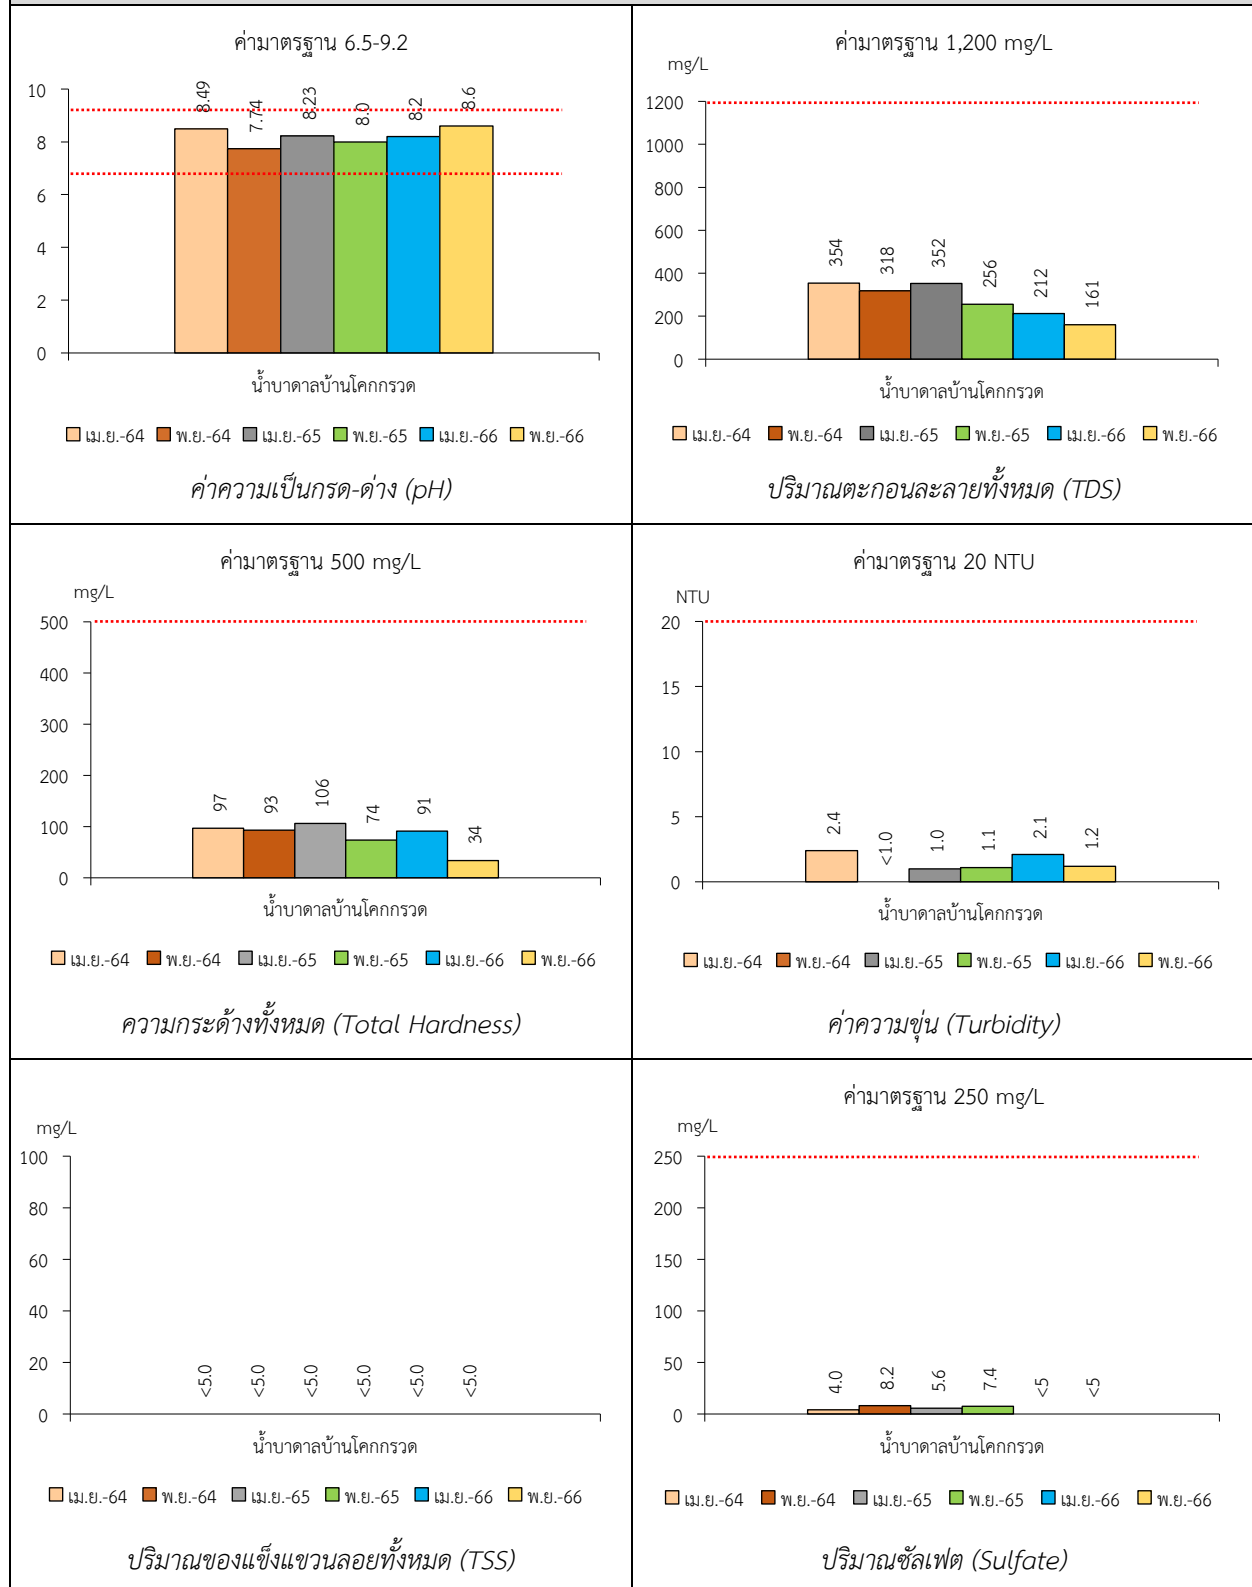 ค่ามาตรฐาน 6.5-9.2
10
8
6
4
2
0
8.49
7.74
8.23
8.0
8.2
8.6
น้ำบาดาลบ้านโคกกรวด
เม.ย.-64 พ.ย.-64 เม.ย.-65 พ.ย.-65 เม.ย.-66 พ.ย.-66
ค่าความเป็นกรด-ด่าง (pH)
ค่ามาตรฐาน 1,200 mg/L
mg/L
1200
1000
800
600
400
200
0
354
318
352
256
212
161
น้ำบาดาลบ้านโคกกรวด
เม.ย.-64 พ.ย.-64 เม.ย.-65 พ.ย.-65 เม.ย.-66 พ.ย.-66
ปริมาณตะกอนละลายทั้งหมด (TDS)
ค่ามาตรฐาน 500 mg/L
mg/L
500
400
300
200
100
0
97
93
106
74
91
34
น้ำบาดาลบ้านโคกกรวด
เม.ย.-64 พ.ย.-64 เม.ย.-65 พ.ย.-65 เม.ย.-66 พ.ย.-66
ความกระด้างทั้งหมด (Total Hardness)
ค่ามาตรฐาน 20 NTU
NTU
20
15
10
5
0
2.4
<1.0
1.0
1.1
2.1
1.2
น้ำบาดาลบ้านโคกกรวด
เม.ย.-64 พ.ย.-64 เม.ย.-65 พ.ย.-65 เม.ย.-66 พ.ย.-66
ค่าความขุ่น (Turbidity)
mg/L
100
80
60
40
20
0
<5.0
<5.0
<5.0
<5.0
<5.0
<5.0
น้ำบาดาลบ้านโคกกรวด
เม.ย.-64 พ.ย.-64 เม.ย.-65 พ.ย.-65 เม.ย.-66 พ.ย.-66
ปริมาณของแข็งแขวนลอยทั้งหมด (TSS)
ค่ามาตรฐาน 250 mg/L
mg/L
250
200
150
100
50
0
4.0
8.2
5.6
7.4
<5
<5
น้ำบาดาลบ้านโคกกรวด
เม.ย.-64 พ.ย.-64 เม.ย.-65 พ.ย.-65 เม.ย.-66 พ.ย.-66
ปริมาณซัลเฟต (Sulfate)